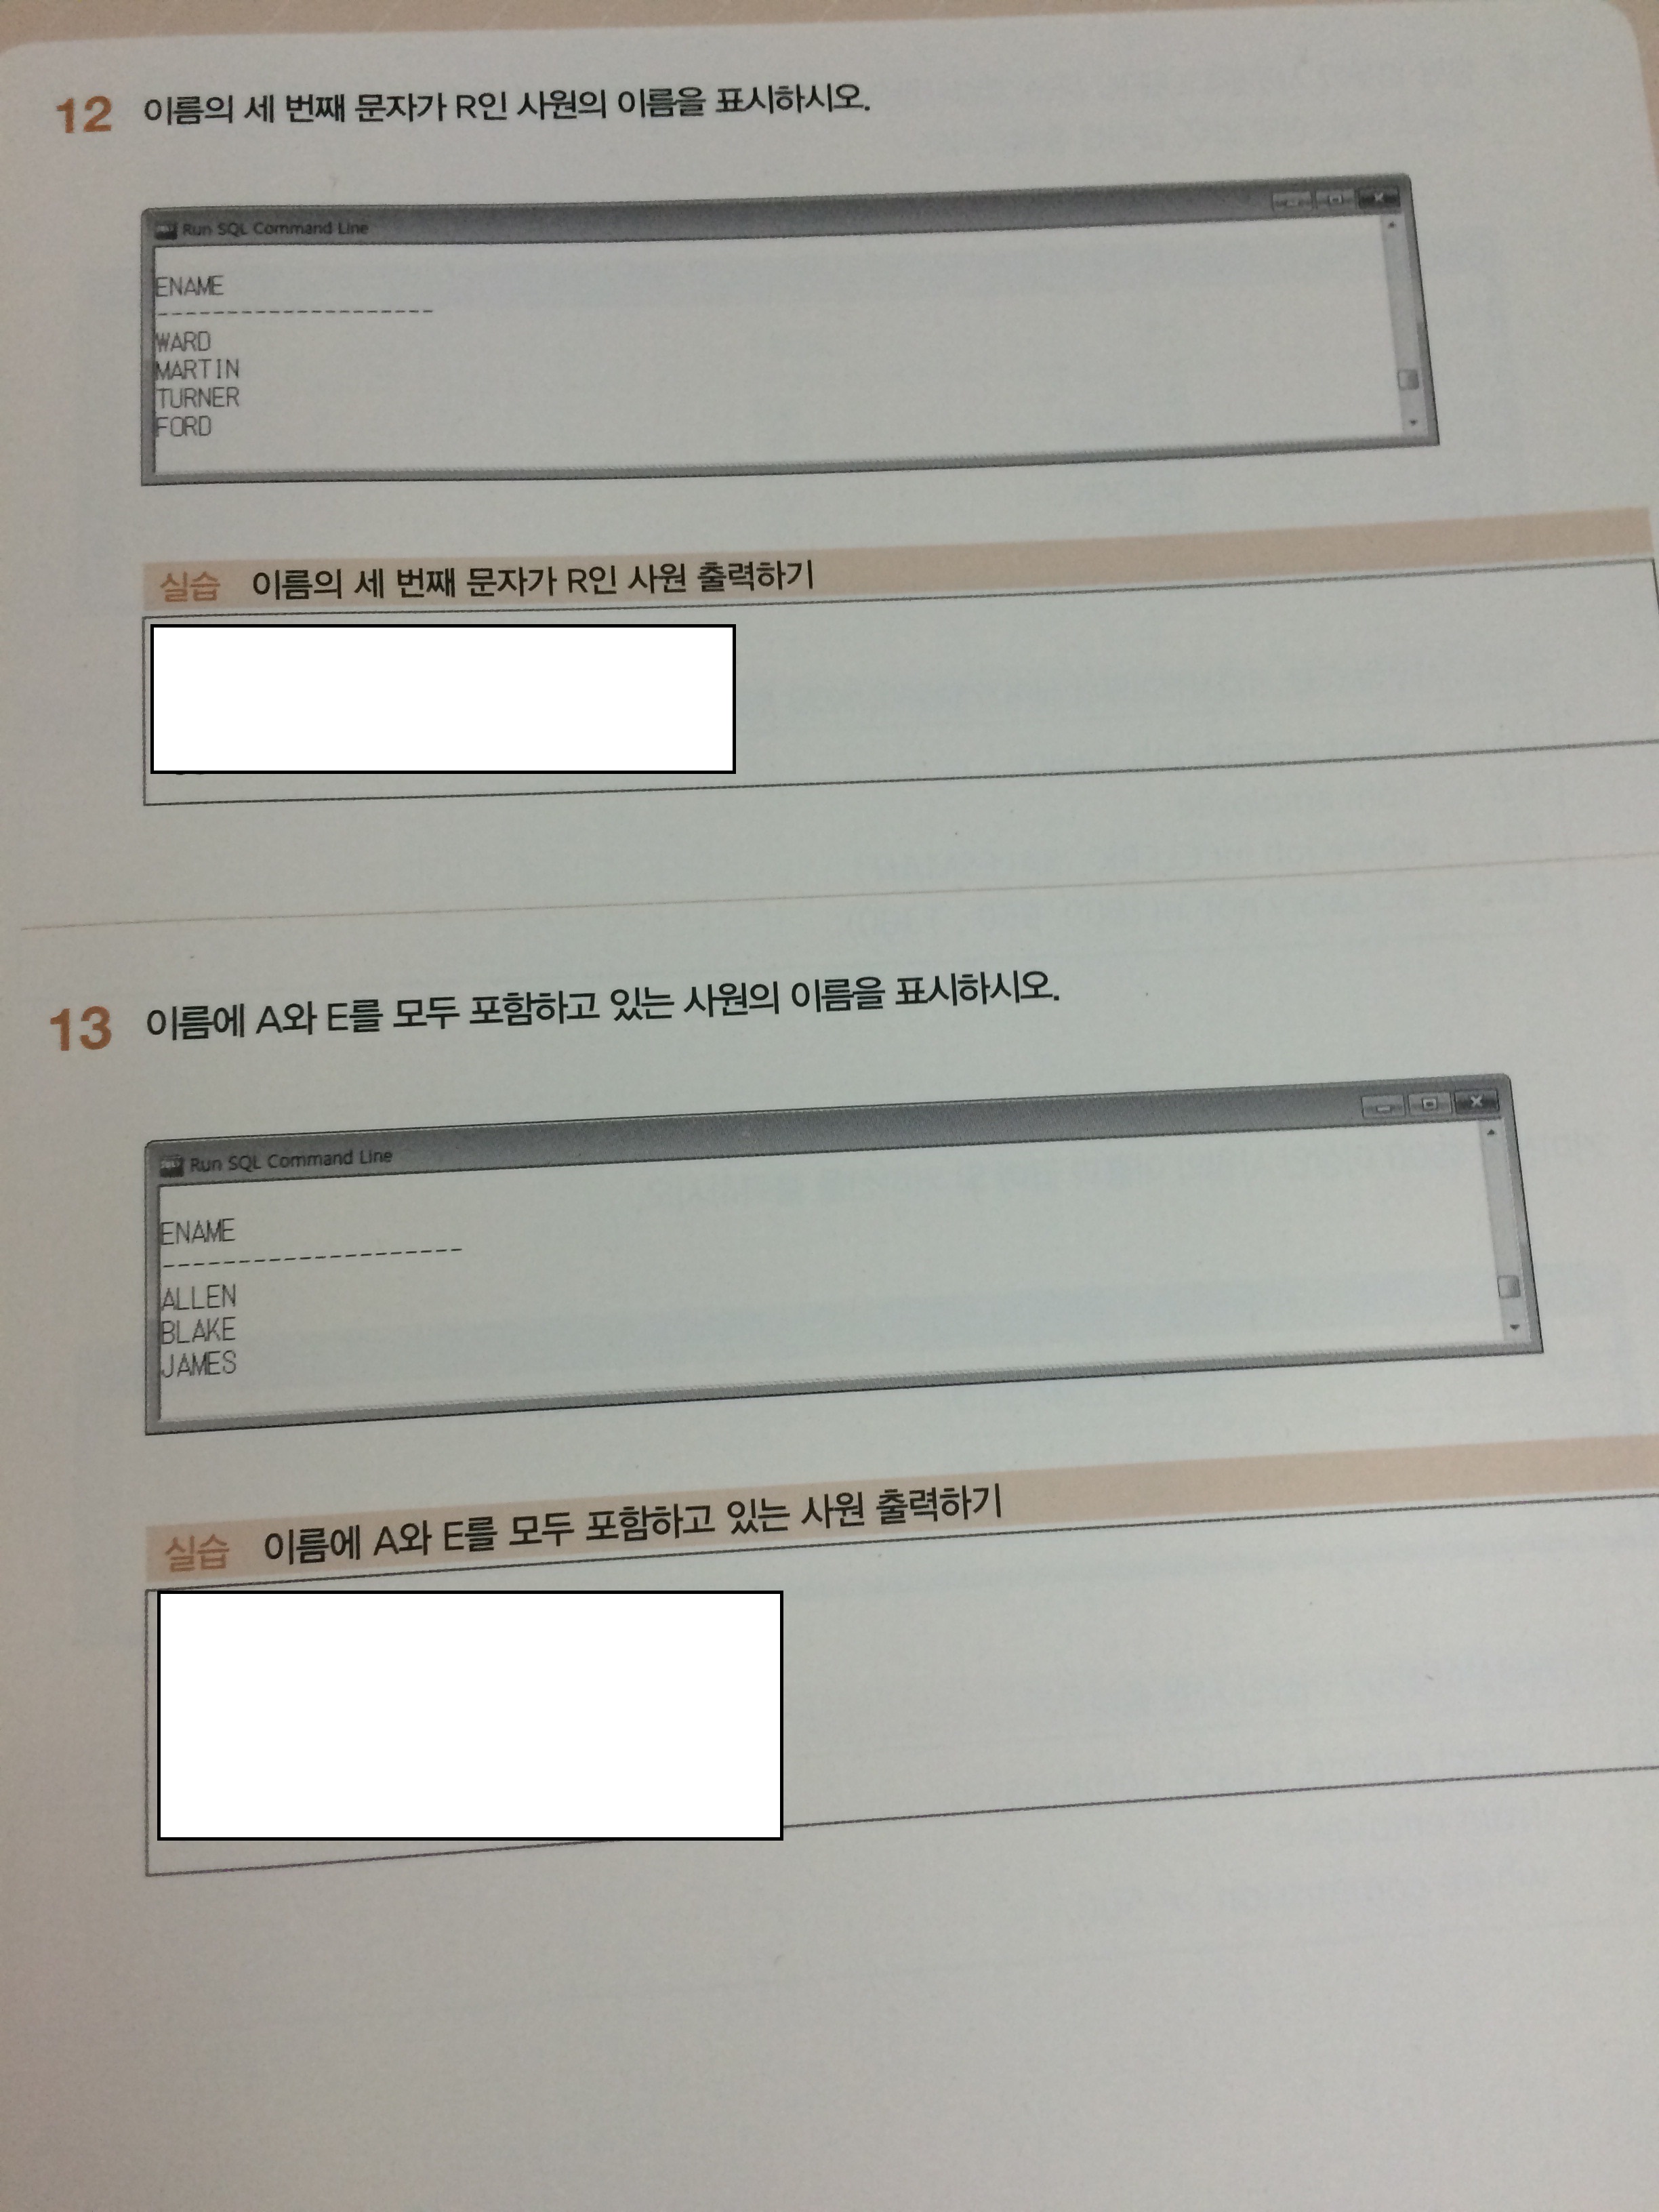 12 이름의 세 번째 문자가 R인 사원의 이름을 표시하시오.
Run SQL Command Line
ENAME
--------------------
WARD
MARTIN
TURNER
FORD
실습 이름의 세 번째 문자가 R인 사원 출력하기
13 이름에 A와 E를 모두 포함하고 있는 사원의 이름을 표시하시오.
Run SQL Command Line
ENAME
--------------------
ALLEN
BLAKE
JAMES
실습 이름에 A와 E를 모두 포함하고 있는 사원 출력하기